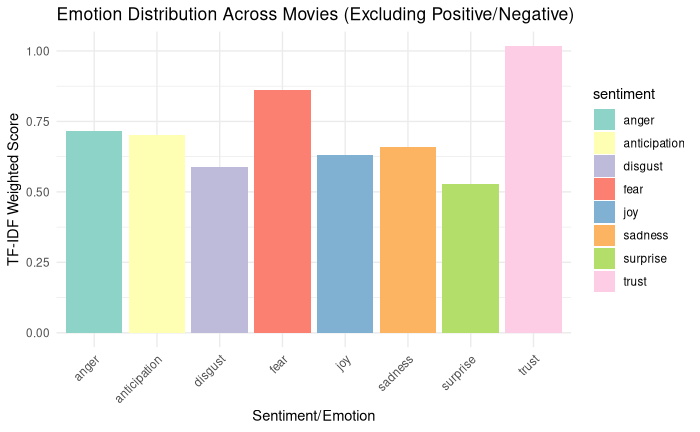 Emotion Distribution Across Movies (Excluding Positive/Negative)
TF-IDF Weighted Score
1.00
0.75
0.50
0.25
0.00
anger
anticipation
disgust
fear
joy
sadness
surprise
trust
Sentiment/Emotion
sentiment
anger
anticipation
disgust
fear
joy
sadness
surprise
trust